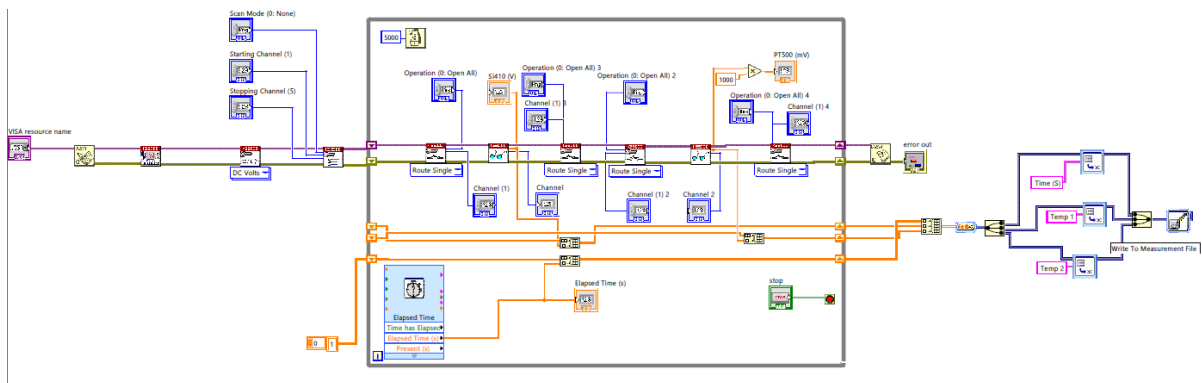 Scan Mode (0: None)
Starting Channel (1)
Stopping Channel (5)
VISA resource name
DC Volts
5000
Operation (0: Open All)
Si410 (V)
Operation (0: Open All) 3
Channel (1) 3
Operation (0: Open All) 2
1000
PT500 (mV)
Operation (0: Open All) 4
Channel (1) 4
Route Single
Route Single
Route Single
Route Single
Channel (1)
Channel
Channel (1) 2
Channel 2
error out
Elapsed Time
Time has Elapsed
Elapsed Time (s)
Present (s)
Elapsed Time (s)
stop
i
0
1
Time (S)
Temp 1
Temp 2
Write To Measurement File